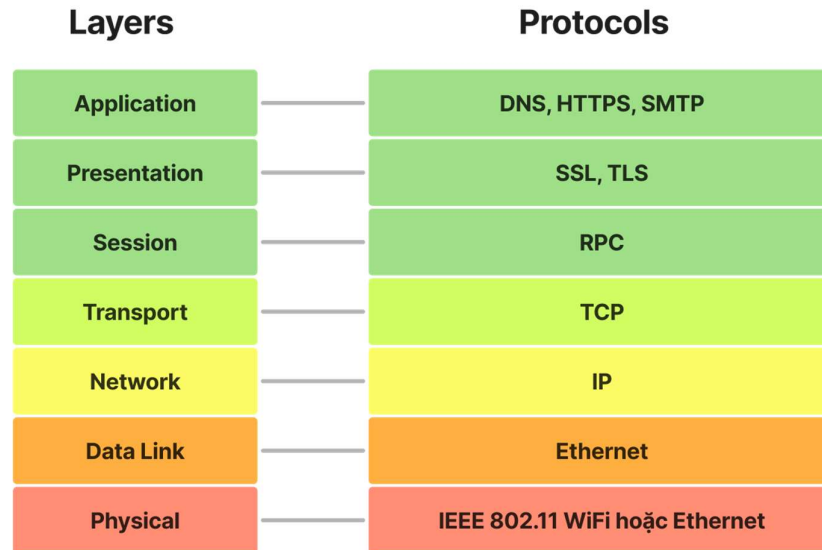 Layers
Protocols
Application
DNS, HTTPS, SMTP
Presentation
SSL, TLS
Session
RPC
Transport
TCP
Network
IP
Data Link
Ethernet
Physical
IEEE 802.11 WiFi hoặc Ethernet